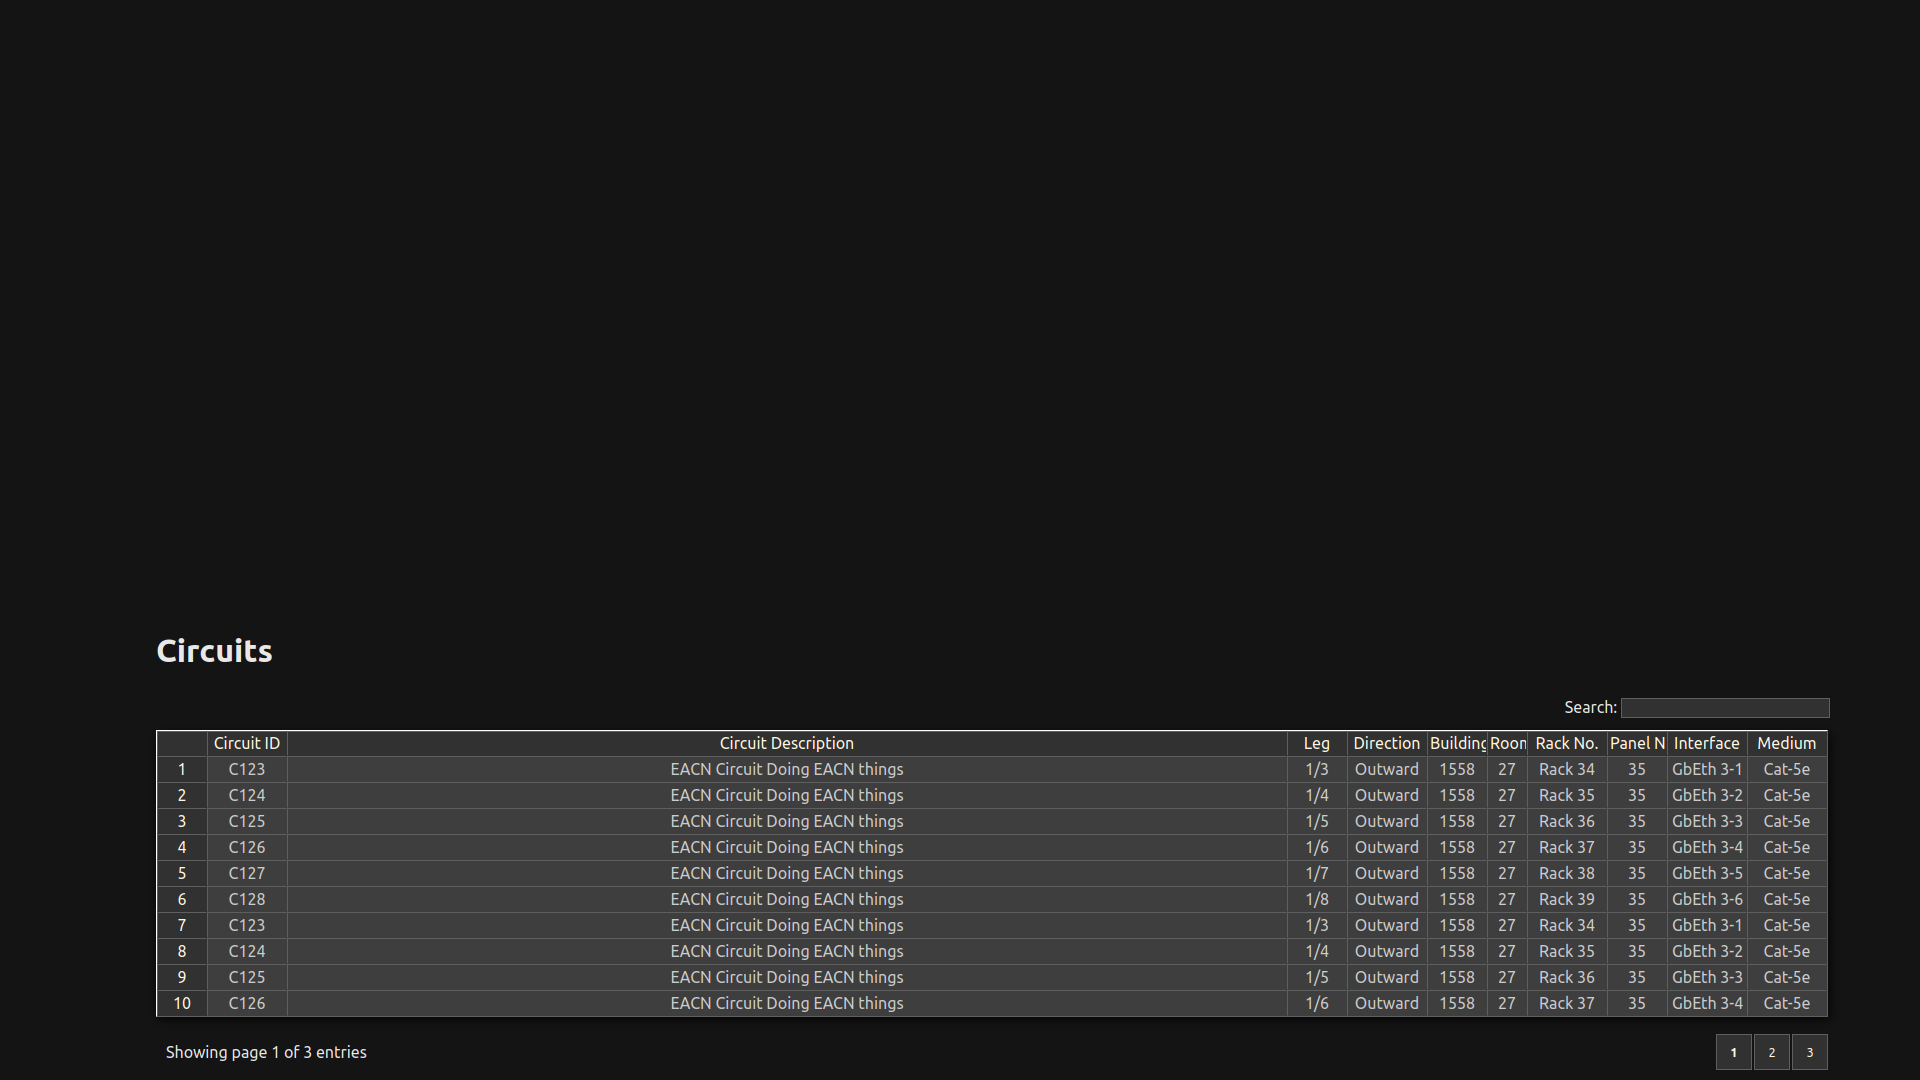 Circuits
Search:
Circuit ID Circuit Description Leg Direction Building Room Rack No. Panel N Interface Medium
1 C123 EACN Circuit Doing EACN things 1/3 Outward 1558 27 Rack 34 35 GbEth 3-1 Cat-5e
2 C124 EACN Circuit Doing EACN things 1/4 Outward 1558 27 Rack 35 35 GbEth 3-2 Cat-5e
3 C125 EACN Circuit Doing EACN things 1/5 Outward 1558 27 Rack 36 35 GbEth 3-3 Cat-5e
4 C126 EACN Circuit Doing EACN things 1/6 Outward 1558 27 Rack 37 35 GbEth 3-4 Cat-5e
5 C127 EACN Circuit Doing EACN things 1/7 Outward 1558 27 Rack 38 35 GbEth 3-5 Cat-5e
6 C128 EACN Circuit Doing EACN things 1/8 Outward 1558 27 Rack 39 35 GbEth 3-6 Cat-5e
7 C123 EACN Circuit Doing EACN things 1/3 Outward 1558 27 Rack 34 35 GbEth 3-1 Cat-5e
8 C124 EACN Circuit Doing EACN things 1/4 Outward 1558 27 Rack 35 35 GbEth 3-2 Cat-5e
9 C125 EACN Circuit Doing EACN things 1/5 Outward 1558 27 Rack 36 35 GbEth 3-3 Cat-5e
10 C126 EACN Circuit Doing EACN things 1/6 Outward 1558 27 Rack 37 35 GbEth 3-4 Cat-5e
Showing page 1 of 3 entries 1 2 3